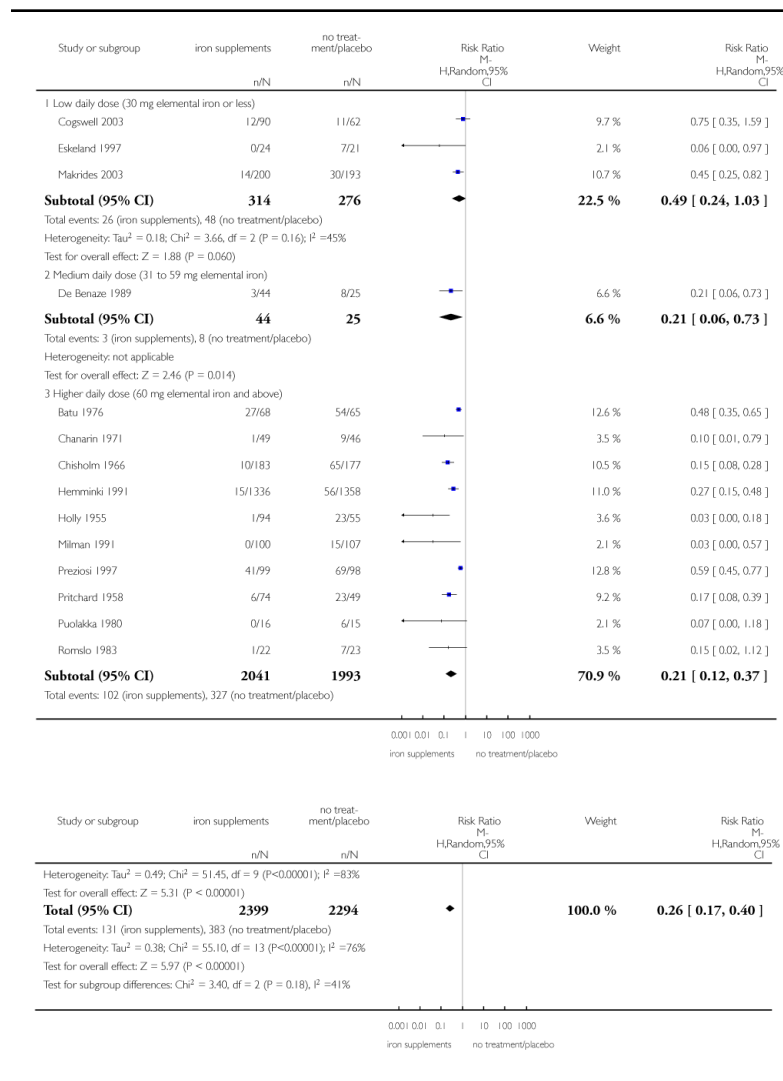 no treat-
Study or subgroup iron supplements ment/placebo Risk Ratio Weight Risk Ratio
M- M-
H,Random,95% H,Random,95%
n/N n/N CI CI
1 Low daily dose (30 mg elemental iron or less)
Cogswell 2003 12/90 11/62 9.7 % 0.75 [ 0.35, 1.59 ]
Eskeland 1997 0/24 7/21 2.1 % 0.06 [ 0.00, 0.97 ]
Makrides 2003 14/200 30/193 10.7 % 0.45 [ 0.25, 0.82 ]
Subtotal (95% CI) 314 276 22.5 % 0.49 [ 0.24, 1.03 ]
Total events: 26 (iron supplements), 48 (no treatment/placebo)
Heterogeneity: Tau² = 0.18; Chi² = 3.66, df = 2 (P = 0.16); I² =45%
Test for overall effect: Z = 1.88 (P = 0.060)
2 Medium daily dose (31 to 59 mg elemental iron)
De Benaze 1989 3/44 8/25 6.6 % 0.21 [ 0.06, 0.73 ]
Subtotal (95% CI) 44 25 6.6 % 0.21 [ 0.06, 0.73 ]
Total events: 3 (iron supplements), 8 (no treatment/placebo)
Heterogeneity: not applicable
Test for overall effect: Z = 2.46 (P = 0.014)
3 Higher daily dose (60 mg elemental iron and above)
Batu 1976 27/68 54/65 12.6 % 0.48 [ 0.35, 0.65 ]
Chanarin 1971 1/49 9/46 3.5 % 0.10 [ 0.01, 0.79 ]
Chisholm 1966 10/183 65/177 10.5 % 0.15 [ 0.08, 0.28 ]
Hemminki 1991 15/1336 56/1358 11.0 % 0.27 [ 0.15, 0.48 ]
Holly 1955 1/94 23/55 3.6 % 0.03 [ 0.00, 0.18 ]
Milman 1991 0/100 15/107 2.1 % 0.03 [ 0.00, 0.57 ]
Preziosi 1997 41/99 69/98 12.8 % 0.59 [ 0.45, 0.77 ]
Pritchard 1958 6/74 23/49 9.2 % 0.17 [ 0.08, 0.39 ]
Puolakka 1980 0/16 6/15 2.1 % 0.07 [ 0.00, 1.18 ]
Romslo 1983 1/22 7/23 3.5 % 0.15 [ 0.02, 1.12 ]
Subtotal (95% CI) 2041 1993 70.9 % 0.21 [ 0.12, 0.37 ]
Total events: 102 (iron supplements), 327 (no treatment/placebo)
0.001 0.01 0.1 1 10 100 1000
iron supplements no treatment/placebo
no treat-
Study or subgroup iron supplements ment/placebo Risk Ratio Weight Risk Ratio
M- M-
H,Random,95% H,Random,95%
n/N n/N CI CI
Heterogeneity: Tau² = 0.49; Chi² = 51.45, df = 9 (P<0.00001); I² =83%
Test for overall effect: Z = 5.31 (P < 0.00001)
Total (95% CI) 2399 2294 100.0 % 0.26 [ 0.17, 0.40 ]
Total events: 131 (iron supplements), 383 (no treatment/placebo)
Heterogeneity: Tau² = 0.38; Chi² = 55.10, df = 13 (P<0.00001); I² =76%
Test for overall effect: Z = 5.97 (P < 0.00001)
Test for subgroup differences: Chi² = 3.40, df = 2 (P = 0.18), I² =41%
0.001 0.01 0.1 1 10 100 1000
iron supplements no treatment/placebo